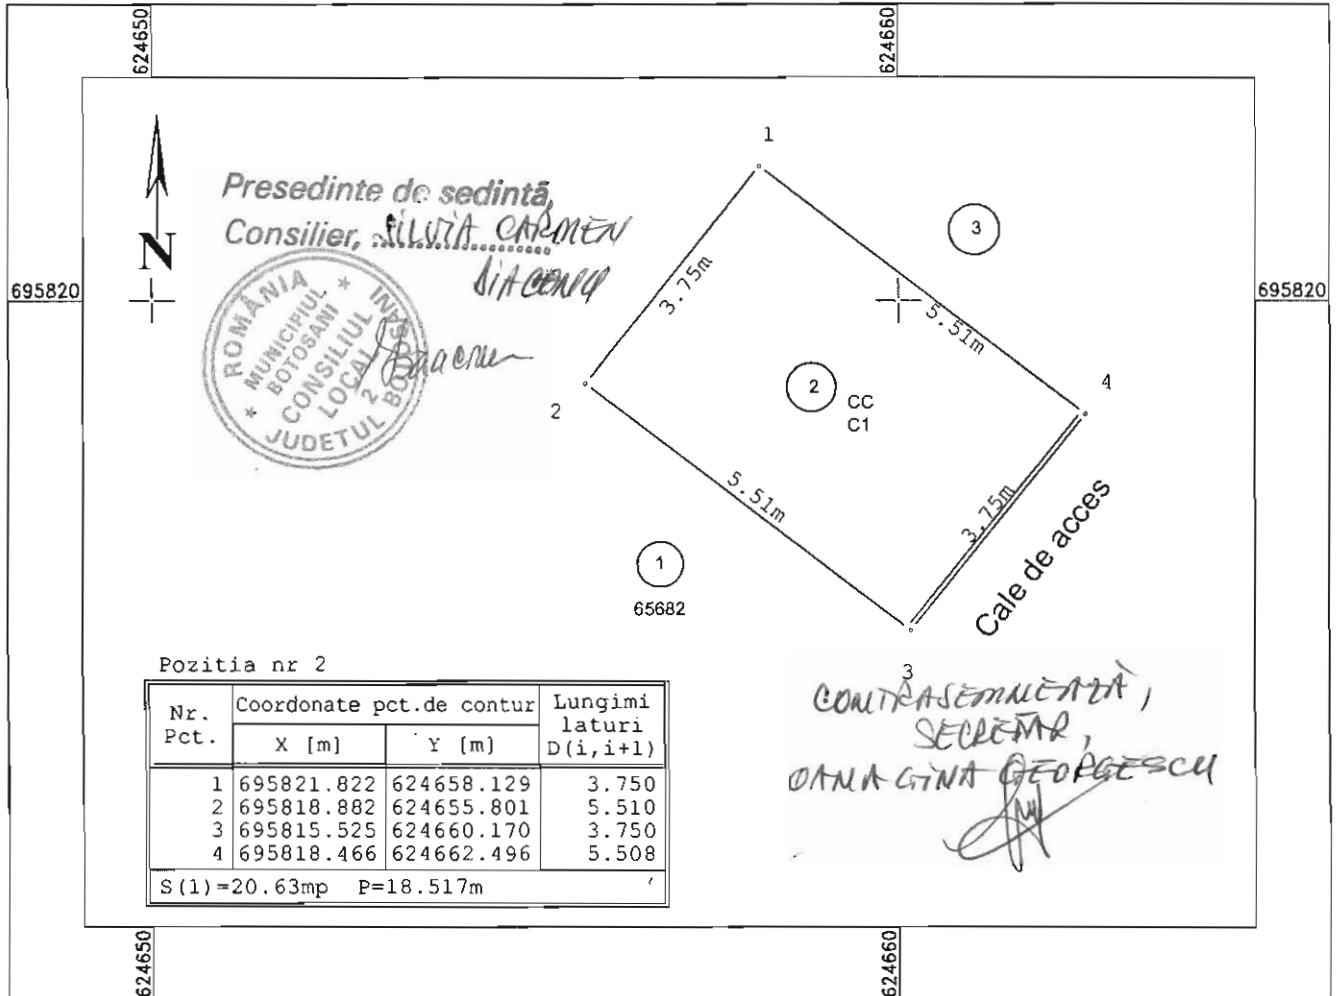 624650
624660
1
Presedinte de sedintă,
Consilier, SILVIA CARMEN
DIACONU
N
3
3.75m
695820
695820
5.51m
ROMÂNIA
MUNICIPIUL
BOTOSANI
CONSILIUL
LOCAL
2
JUDETUL BOTOSANI
2
4
2
CC
C1
5.51m
3.75m
Cale de acces
1
65682
3
Pozitia nr 2
Nr. Pct. Coordonate pct.de contur Lungimi laturi D(i,i+1)
X [m] Y [m]
1 695821.822 624658.129 3.750
2 695818.882 624655.801 5.510
3 695815.525 624660.170 3.750
4 695818.466 624662.496 5.508
S(1)=20.63mp P=18.517m
CONTRASEMNEAZĂ,
SECRETAR,
OANA GINA GEORGESCU
624650
624660